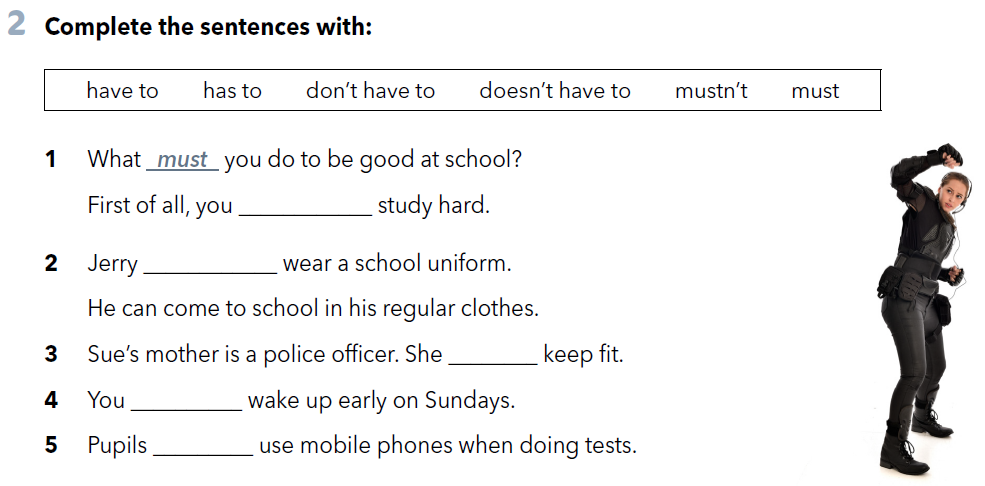 2 Complete the sentences with:
have to has to don't have to doesn't have to mustn't must
1 What _must_ you do to be good at school?
First of all, you ____________ study hard.
2 Jerry ____________ wear a school uniform.
He can come to school in his regular clothes.
3 Sue's mother is a police officer. She ________ keep fit.
4 You __________ wake up early on Sundays.
5 Pupils _________ use mobile phones when doing tests.